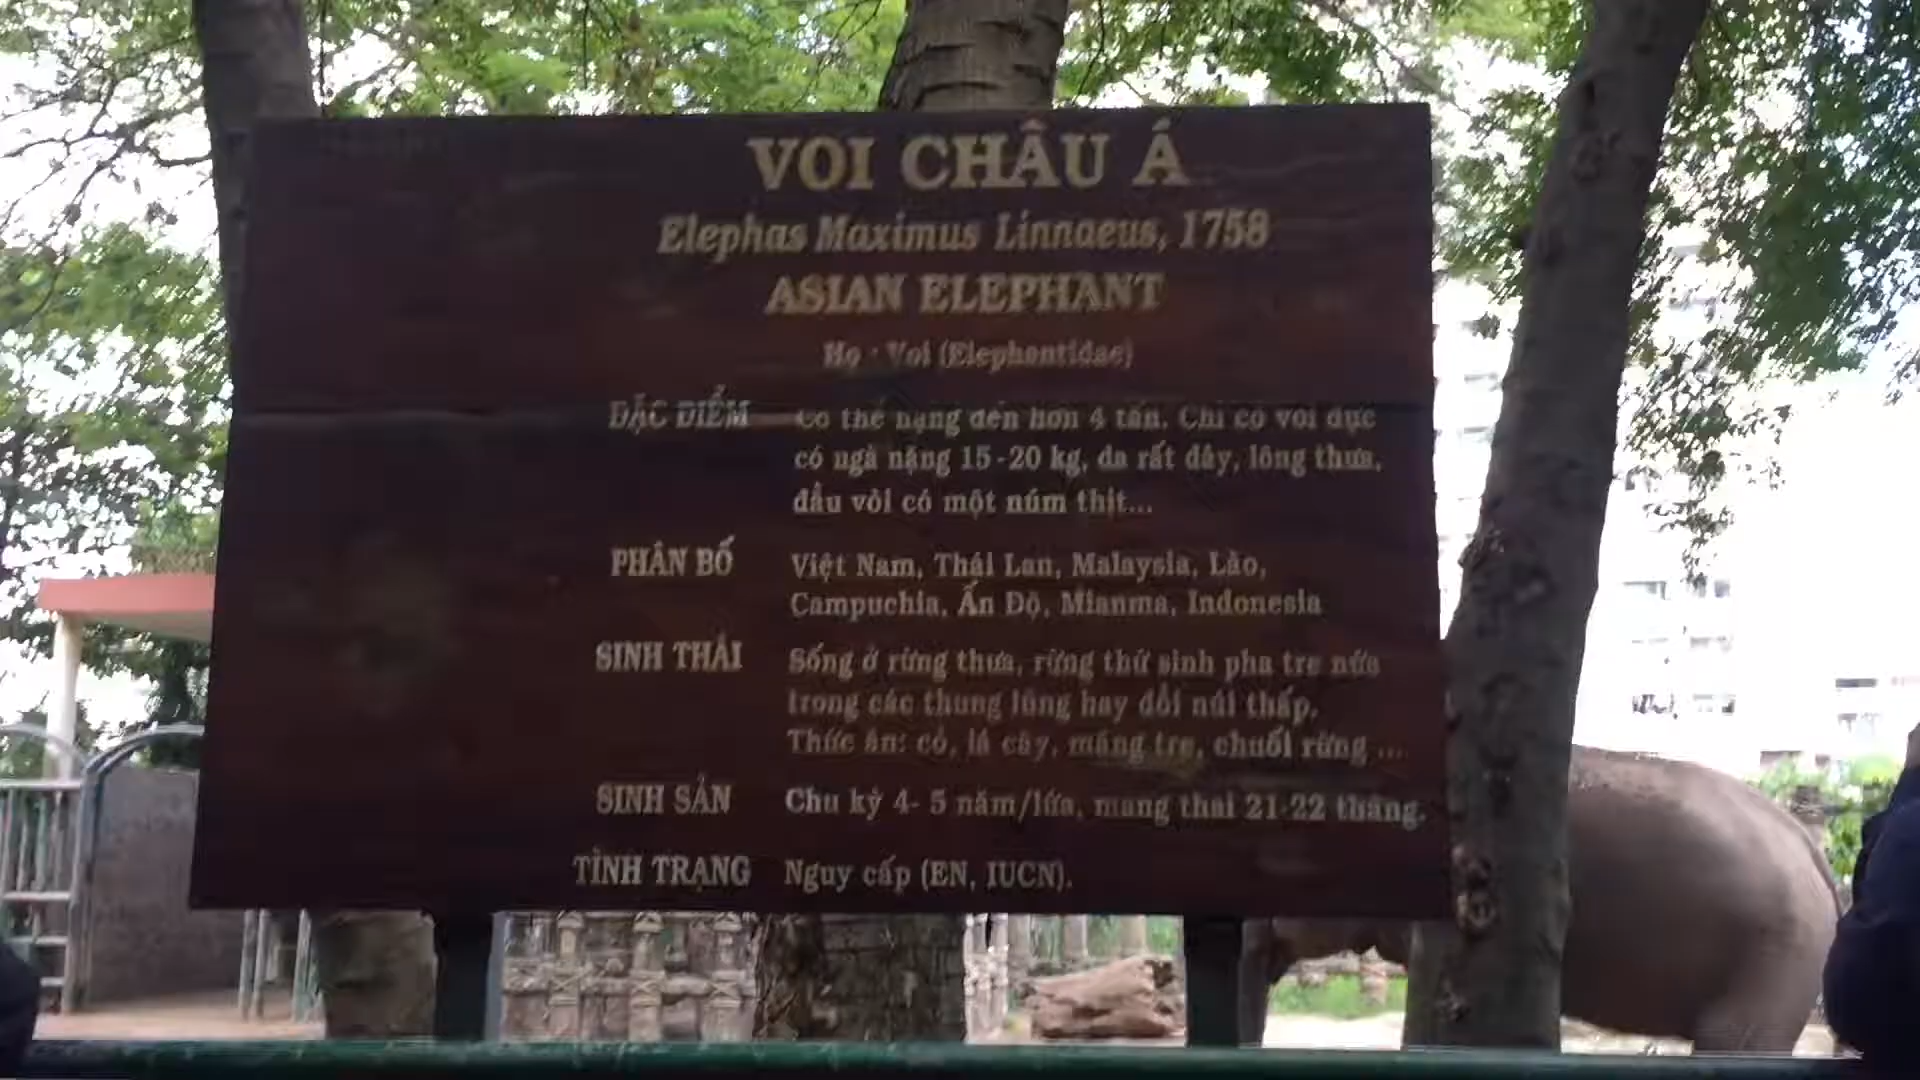 VOI CHÂU Á
Elephas Maximus Linnaeus, 1758
ASIAN ELEPHANT
Họ : Voi (Elephantidae)
ĐẶC ĐIỂM Có thể nặng đến hơn 4 tấn. Chỉ có voi đực
có ngà nặng 15-20 kg, da rất dầy, lông thưa,
đầu vòi có một núm thịt...
PHÂN BỐ Việt Nam, Thái Lan, Malaysia, Lào,
Campuchia, Ấn Độ, Mianma, Indonesia
SINH THÁI Sống ở rừng thưa, rừng thứ sinh pha tre nứa
trong các thung lũng hay đồi núi thấp.
Thức ăn: cỏ, lá cây, măng tre, chuối rừng ...
SINH SẢN Chu kỳ 4- 5 năm/lứa, mang thai 21-22 tháng.
TÌNH TRẠNG Nguy cấp (EN, IUCN).